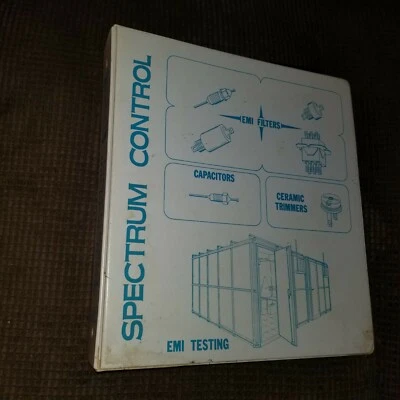 SPECTRUM CONTROL
EMI FILTERS
CAPACITORS
CERAMIC
TRIMMERS
EMI TESTING